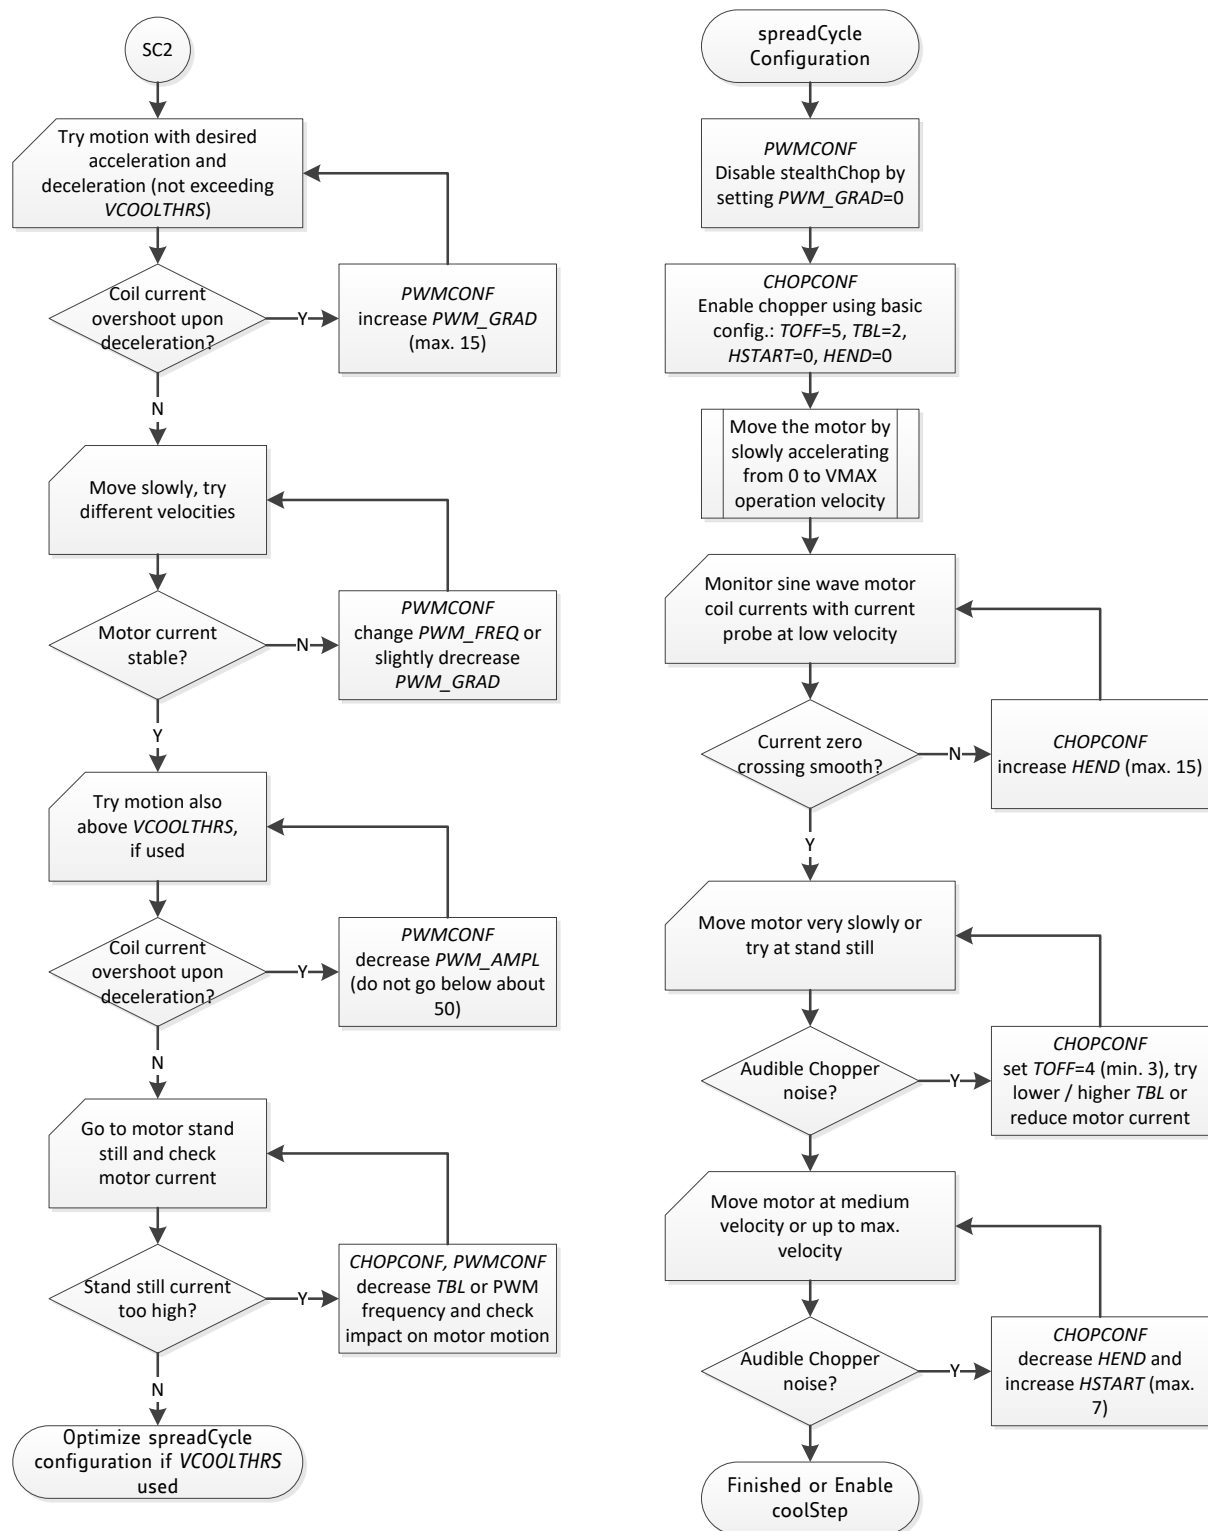 SC2
Try motion with desired
acceleration and
deceleration (not exceeding
VCOOLTHRS)
Coil current
overshoot upon
deceleration?
Y
PWMCONF
increase PWM_GRAD
(max. 15)
N
Move slowly, try
different velocities
Motor current
stable?
N
PWMCONF
change PWM_FREQ or
slightly drecrease
PWM_GRAD
Y
Try motion also
above VCOOLTHRS,
if used
Coil current
overshoot upon
deceleration?
Y
PWMCONF
decrease PWM_AMPL
(do not go below about
50)
N
Go to motor stand
still and check
motor current
Stand still current
too high?
Y
CHOPCONF, PWMCONF
decrease TBL or PWM
frequency and check
impact on motor motion
N
Optimize spreadCycle
configuration if VCOOLTHRS
used
spreadCycle
Configuration
PWMCONF
Disable stealthChop by
setting PWM_GRAD=0
CHOPCONF
Enable chopper using basic
config.: TOFF=5, TBL=2,
HSTART=0, HEND=0
Move the motor by
slowly accelerating
from 0 to VMAX
operation velocity
Monitor sine wave motor
coil currents with current
probe at low velocity
Current zero
crossing smooth?
N
CHOPCONF
increase HEND (max. 15)
Y
Move motor very slowly or
try at stand still
Audible Chopper
noise?
Y
CHOPCONF
set TOFF=4 (min. 3), try
lower / higher TBL or
reduce motor current
Move motor at medium
velocity or up to max.
velocity
Audible Chopper
noise?
Y
CHOPCONF
decrease HEND and
increase HSTART (max.
7)
Finished or Enable
coolStep